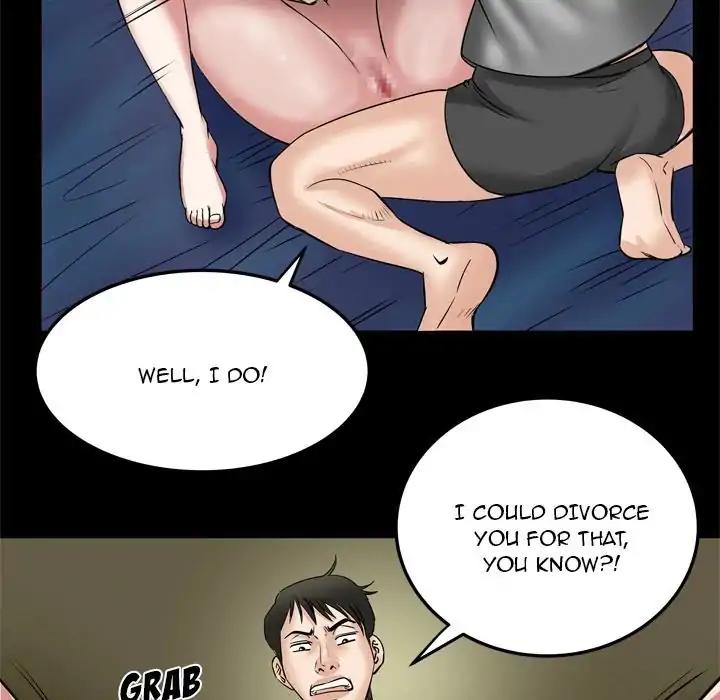 WELL, I DO!
I COULD DIVORCE
YOU FOR THAT,
YOU KNOW?!
GRAB